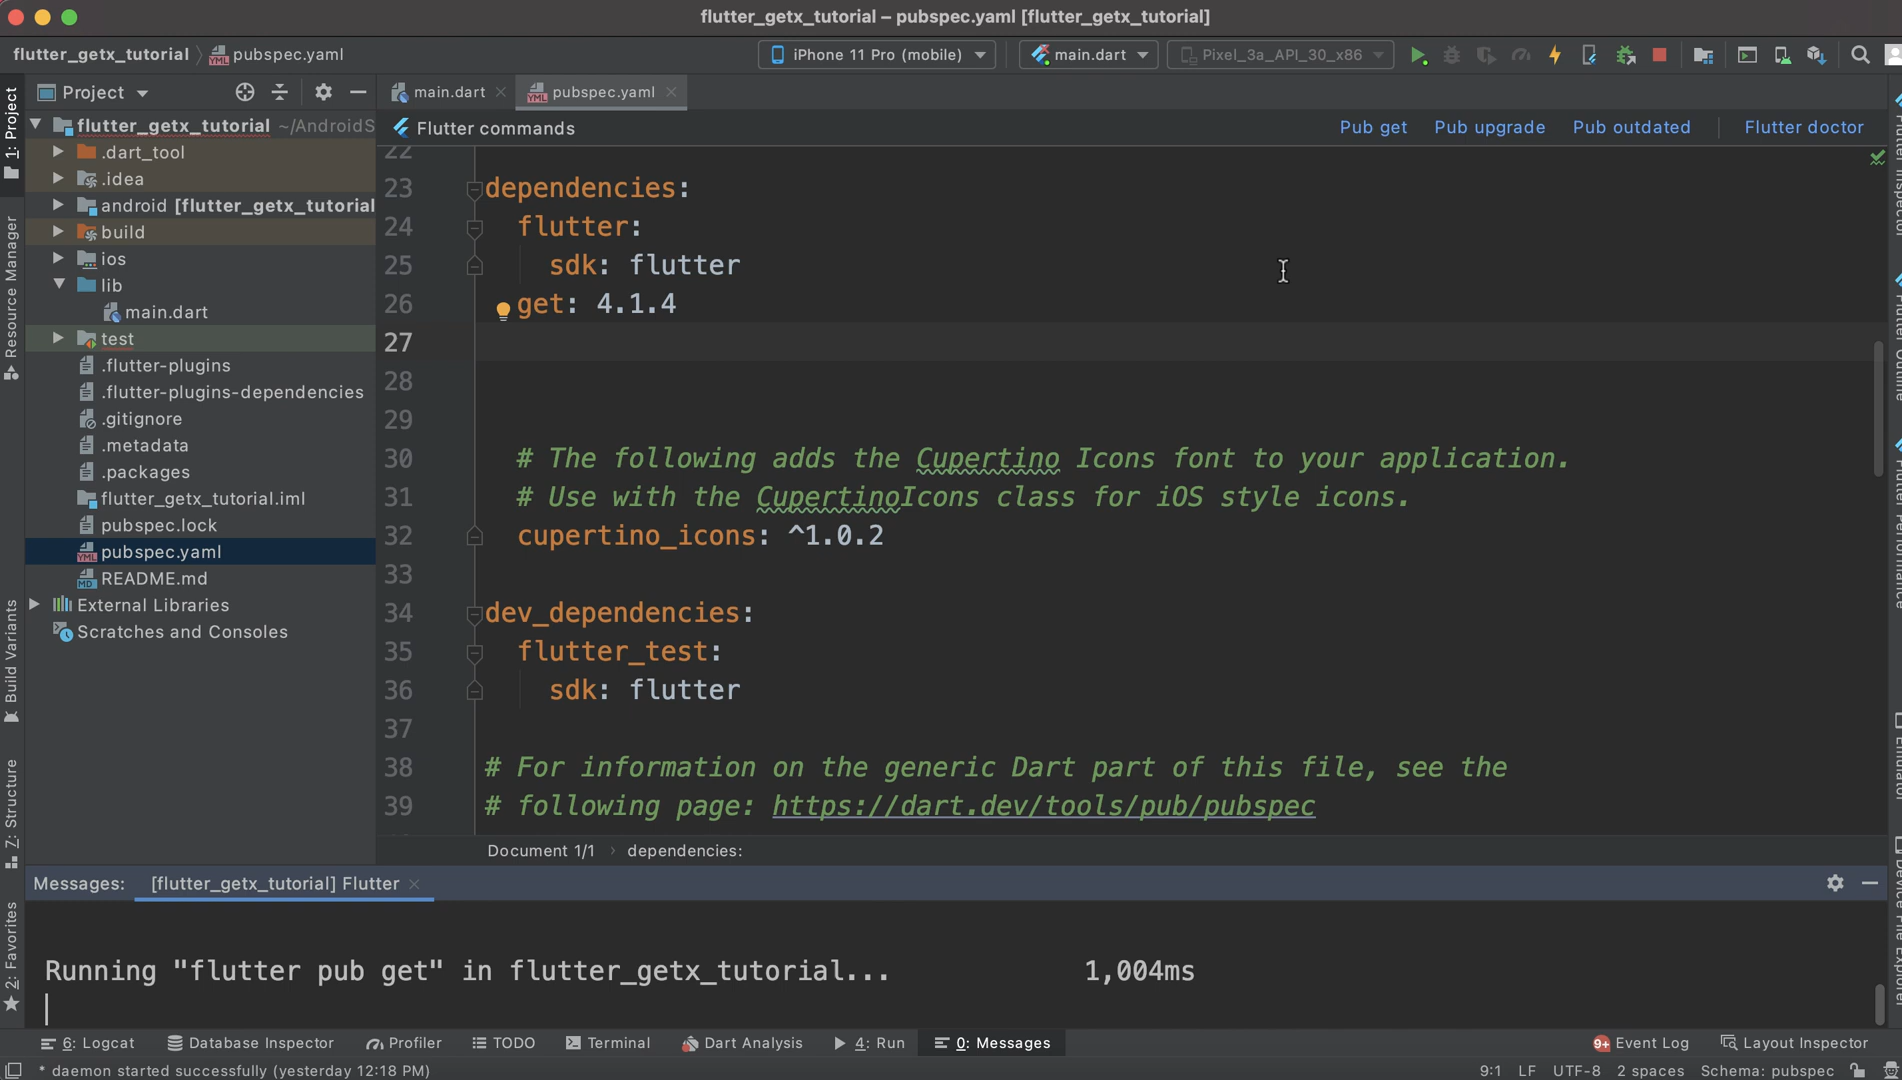 flutter_getx_tutorial – pubspec.yaml [flutter_getx_tutorial]
flutter_getx_tutorial pubspec.yaml
iPhone 11 Pro (mobile)
main.dart
Pixel_3a_API_30_x86
Project
main.dart
pubspec.yaml
Flutter commands
Pub get
Pub upgrade
Pub outdated
Flutter doctor
1: Project
Resource Manager
Build Variants
Z: Structure
2: Favorites
flutter_getx_tutorial ~/AndroidS
.dart_tool
.idea
android [flutter_getx_tutorial
build
ios
lib
main.dart
test
.flutter-plugins
.flutter-plugins-dependencies
.gitignore
.metadata
.packages
flutter_getx_tutorial.iml
pubspec.lock
pubspec.yaml
README.md
External Libraries
Scratches and Consoles
22
23 dependencies:
24 flutter:
25 sdk: flutter
26 get: 4.1.4
27
28
29
30 # The following adds the Cupertino Icons font to your application.
31 # Use with the CupertinoIcons class for iOS style icons.
32 cupertino_icons: ^1.0.2
33
34 dev_dependencies:
35 flutter_test:
36 sdk: flutter
37
38 # For information on the generic Dart part of this file, see the
39 # following page: https://dart.dev/tools/pub/pubspec
Document 1/1 › dependencies:
Messages: [flutter_getx_tutorial] Flutter
Running "flutter pub get" in flutter_getx_tutorial... 1,004ms
6: Logcat
Database Inspector
Profiler
TODO
Terminal
Dart Analysis
4: Run
0: Messages
9+ Event Log
Layout Inspector
* daemon started successfully (yesterday 12:18 PM)
9:1 LF UTF-8 2 spaces Schema: pubspec